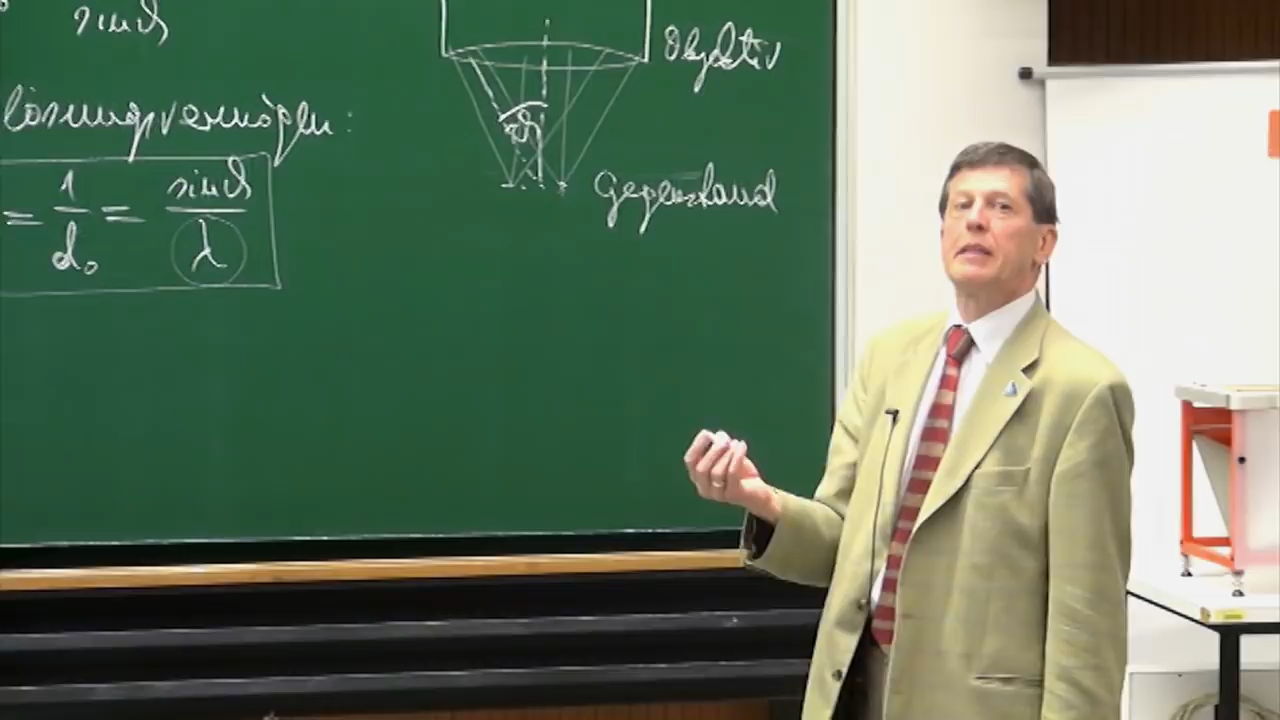 sin ϑ
Objektiv
lösungsvermögen:
= 1/d₀ = sin ϑ/λ
ϑ
Gegenstand